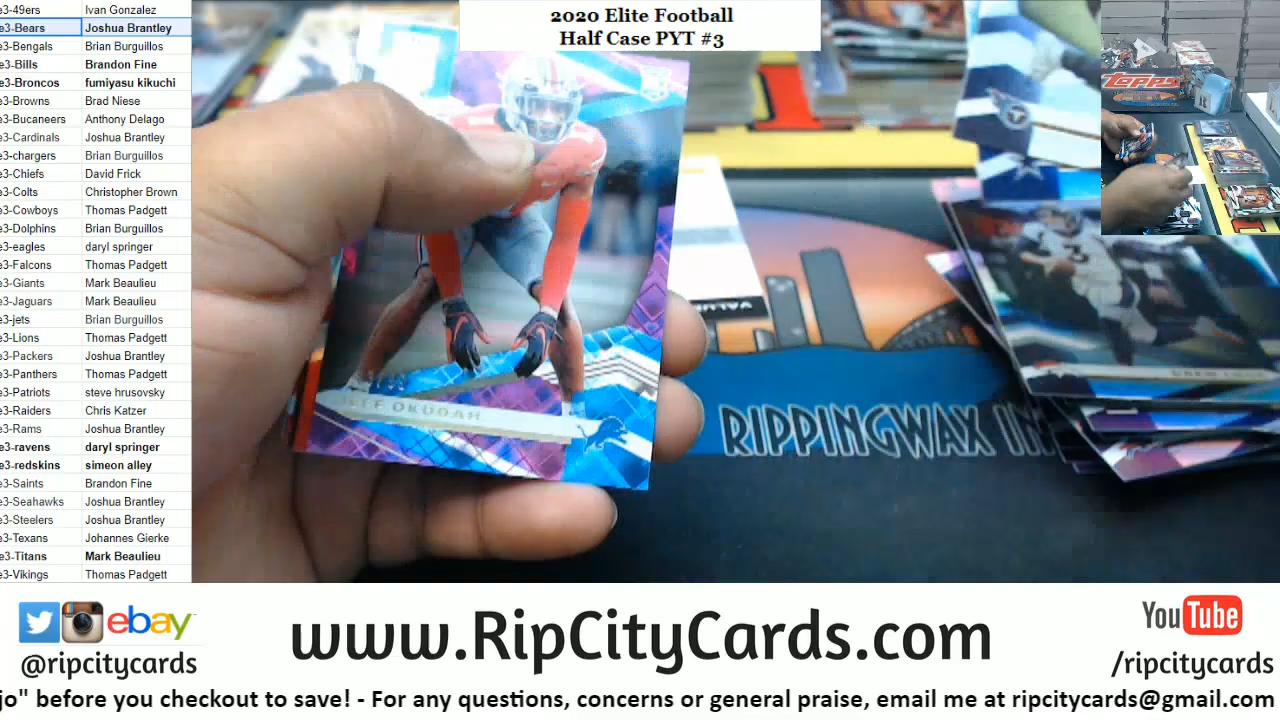 2020 Elite Football
Half Case PYT #3
e3-49ers Ivan Gonzalez
e3-Bears Joshua Brantley
e3-Bengals Brian Burguillos
e3-Bills Brandon Fine
e3-Broncos fumiyasu kikuchi
e3-Browns Brad Niese
e3-Bucaneers Anthony Delago
e3-Cardinals Joshua Brantley
e3-chargers Brian Burguillos
e3-Chiefs David Frick
e3-Colts Christopher Brown
e3-Cowboys Thomas Padgett
e3-Dolphins Brian Burguillos
e3-eagles daryl springer
e3-Falcons Thomas Padgett
e3-Giants Mark Beaulieu
e3-Jaguars Mark Beaulieu
e3-jets Brian Burguillos
e3-Lions Thomas Padgett
e3-Packers Joshua Brantley
e3-Panthers Thomas Padgett
e3-Patriots steve hrusovsky
e3-Raiders Chris Katzer
e3-Rams Joshua Brantley
e3-ravens daryl springer
e3-redskins simeon alley
e3-Saints Brandon Fine
e3-Seahawks Joshua Brantley
e3-Steelers Joshua Brantley
e3-Texans Johannes Gierke
e3-Titans Mark Beaulieu
e3-Vikings Thomas Padgett
Topps
JEFF OKUDAH
RIPPINGWAX IN
ebay
@ripcitycards
www.RipCityCards.com
YouTube
/ripcitycards
jo" before you checkout to save! - For any questions, concerns or general praise, email me at ripcitycards@gmail.com